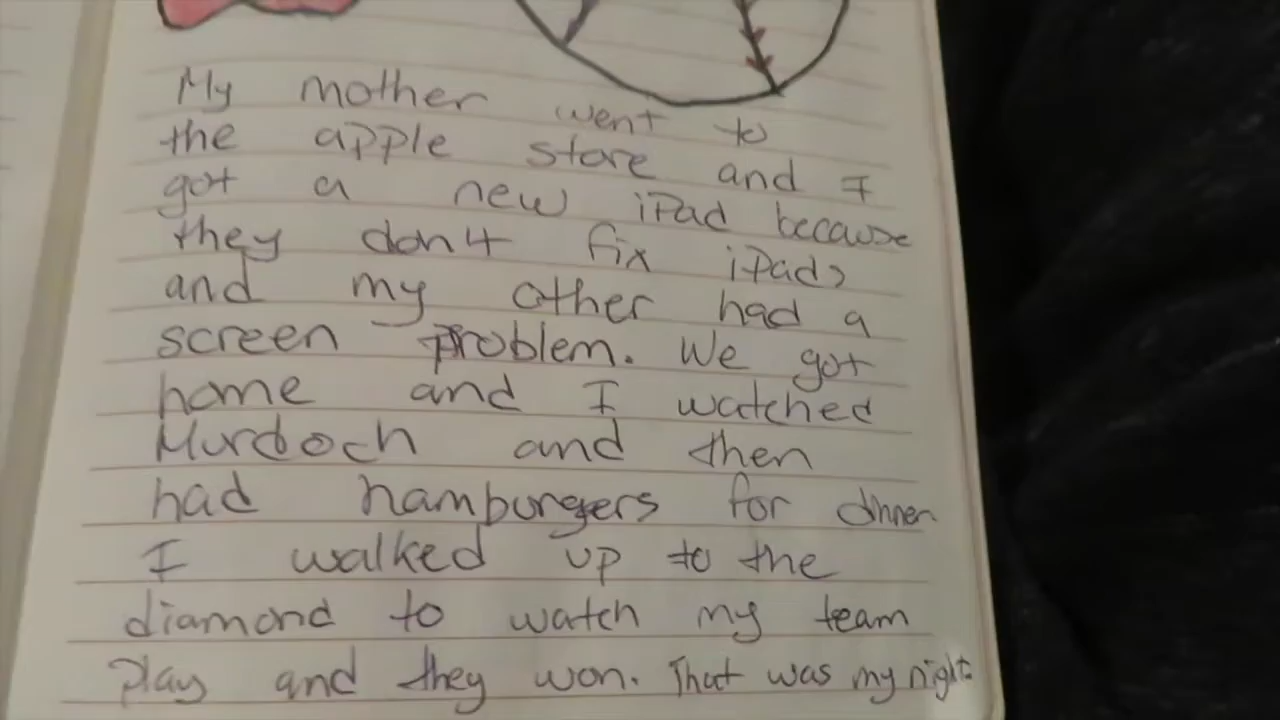 My mother went to
the apple store and I
got a new iPad because
they don't fix iPads
and my other had a
screen problem. We got
home and I watched
Murdoch and then
had hamburgers for dinner.
I walked up to the
diamond to watch my team
play and they won. That was my night.